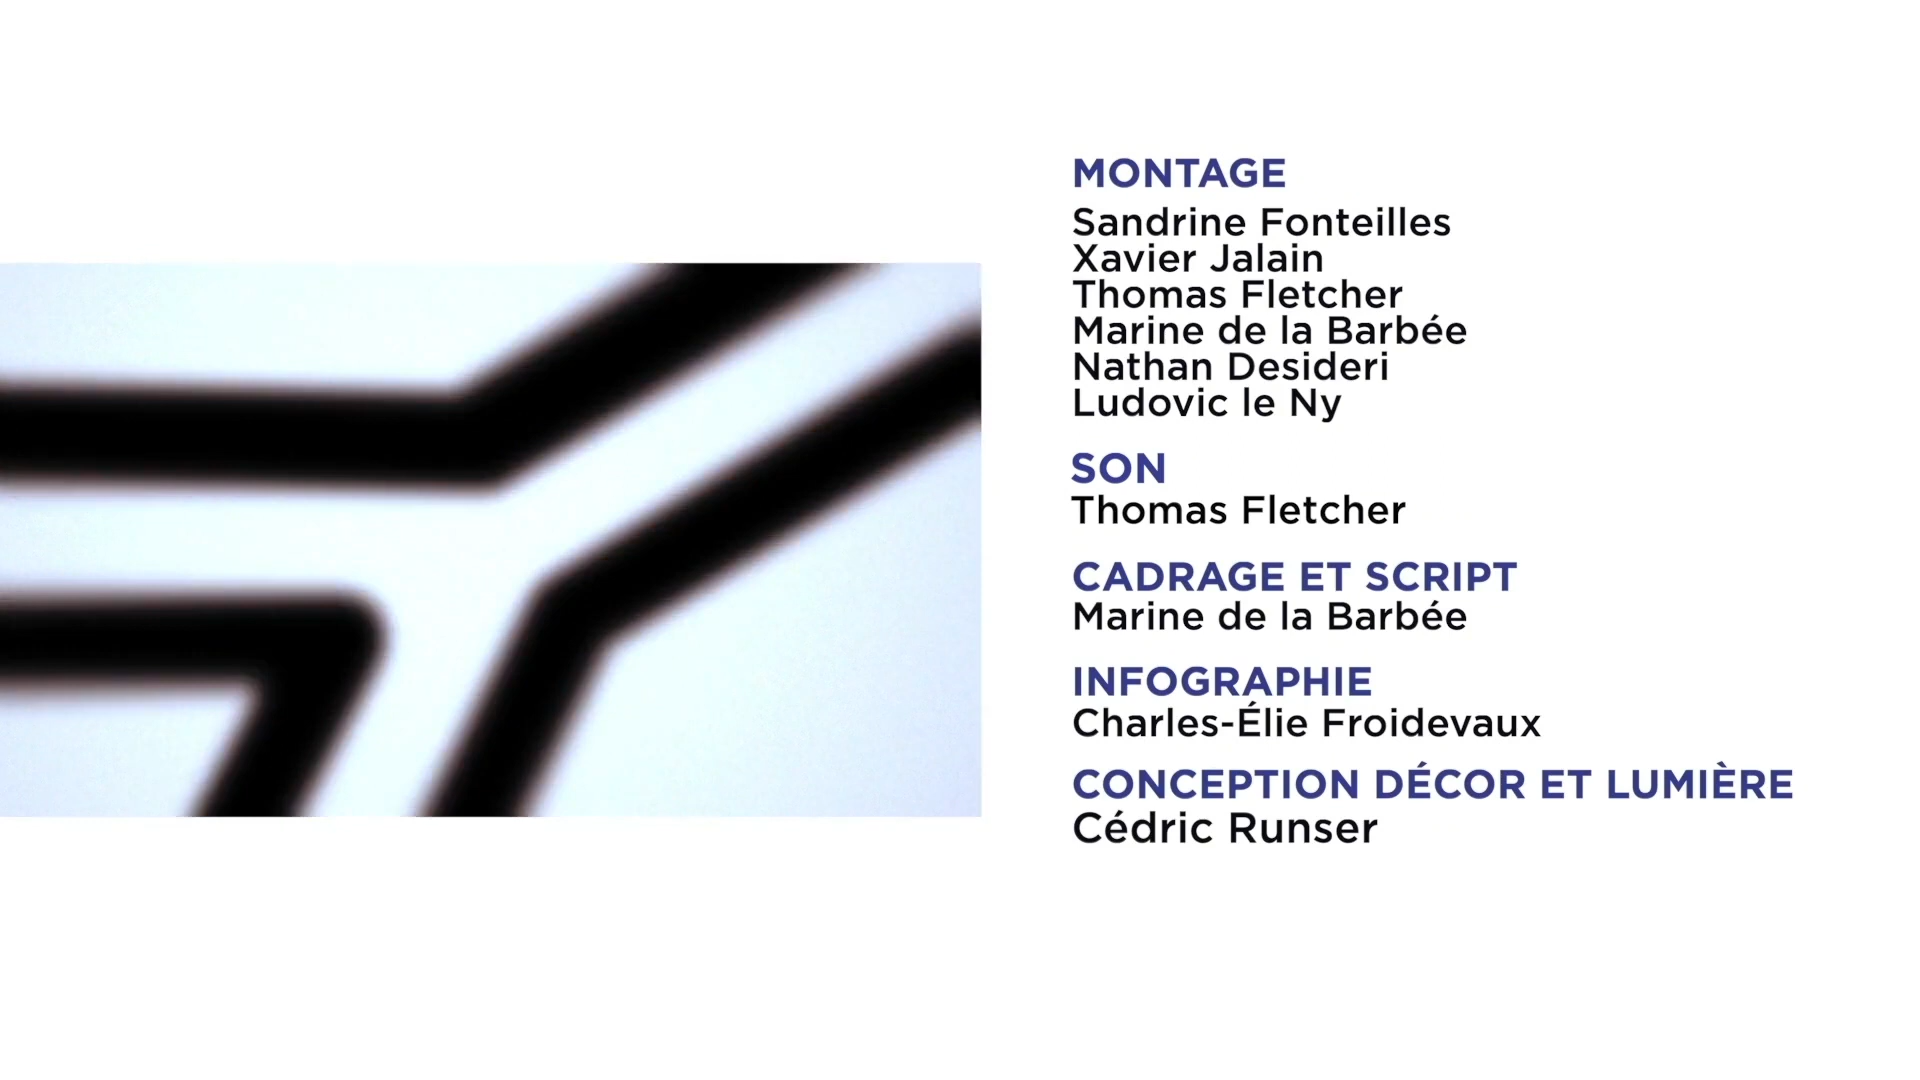 MONTAGE
Sandrine Fonteilles
Xavier Jalain
Thomas Fletcher
Marine de la Barbée
Nathan Desideri
Ludovic le Ny
SON
Thomas Fletcher
CADRAGE ET SCRIPT
Marine de la Barbée
INFOGRAPHIE
Charles-Élie Froidevaux
CONCEPTION DÉCOR ET LUMIÈRE
Cédric Runser